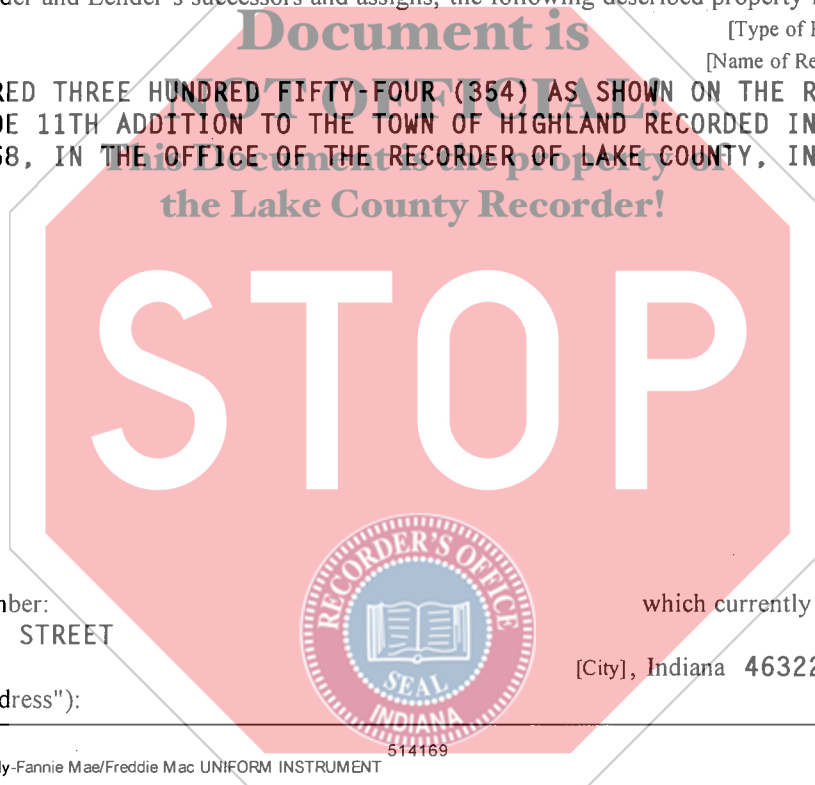 der and Lender's successors and assigns, the following described property
[Type of
Document is
[Name of Re
RED THREE HUNDRED FIFTY-FOUR (354) AS SHOWN ON THE R
NOT OFFICIAL!
DE 11TH ADDITION TO THE TOWN OF HIGHLAND RECORDED IN
68, IN THE OFFICE OF THE RECORDER OF LAKE COUNTY, IN
This Document is the property of
the Lake County Recorder!
STOP
RECORDER'S OFFICE
SEAL
INDIANA
nber:
which currently
STREET
[City], Indiana 46322
dress"):
514169
ly-Fannie Mae/Freddie Mac UNIFORM INSTRUMENT